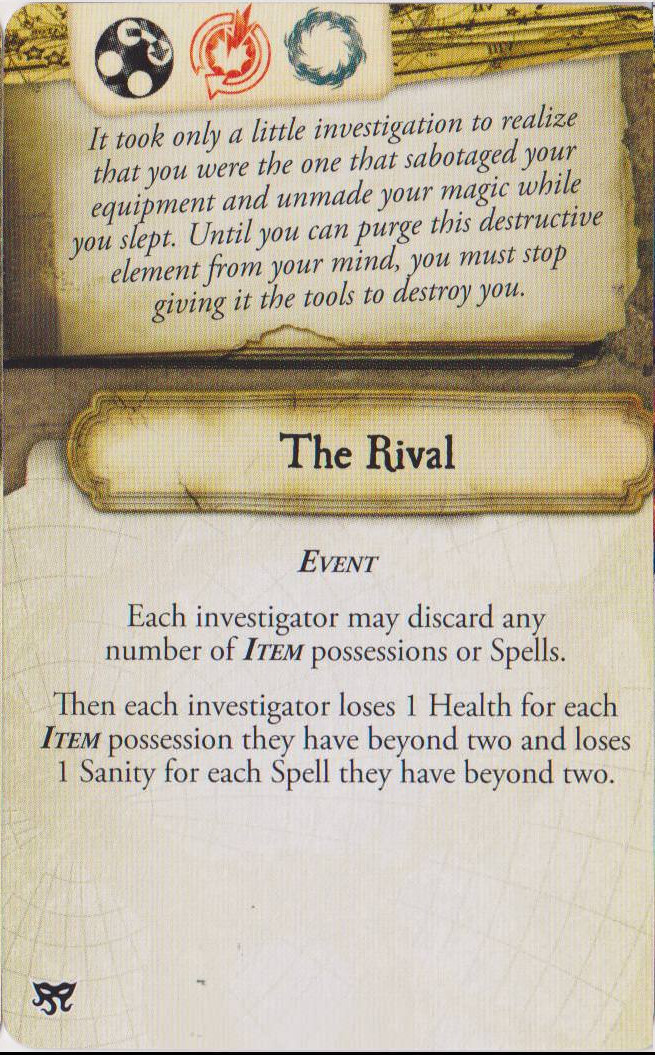 It took only a little investigation to realize
that you were the one that sabotaged your
equipment and unmade your magic while
you slept. Until you can purge this destructive
element from your mind, you must stop
giving it the tools to destroy you.
The Rival
EVENT
Each investigator may discard any
number of ITEM possessions or Spells.
Then each investigator loses 1 Health for each
ITEM possession they have beyond two and loses
1 Sanity for each Spell they have beyond two.